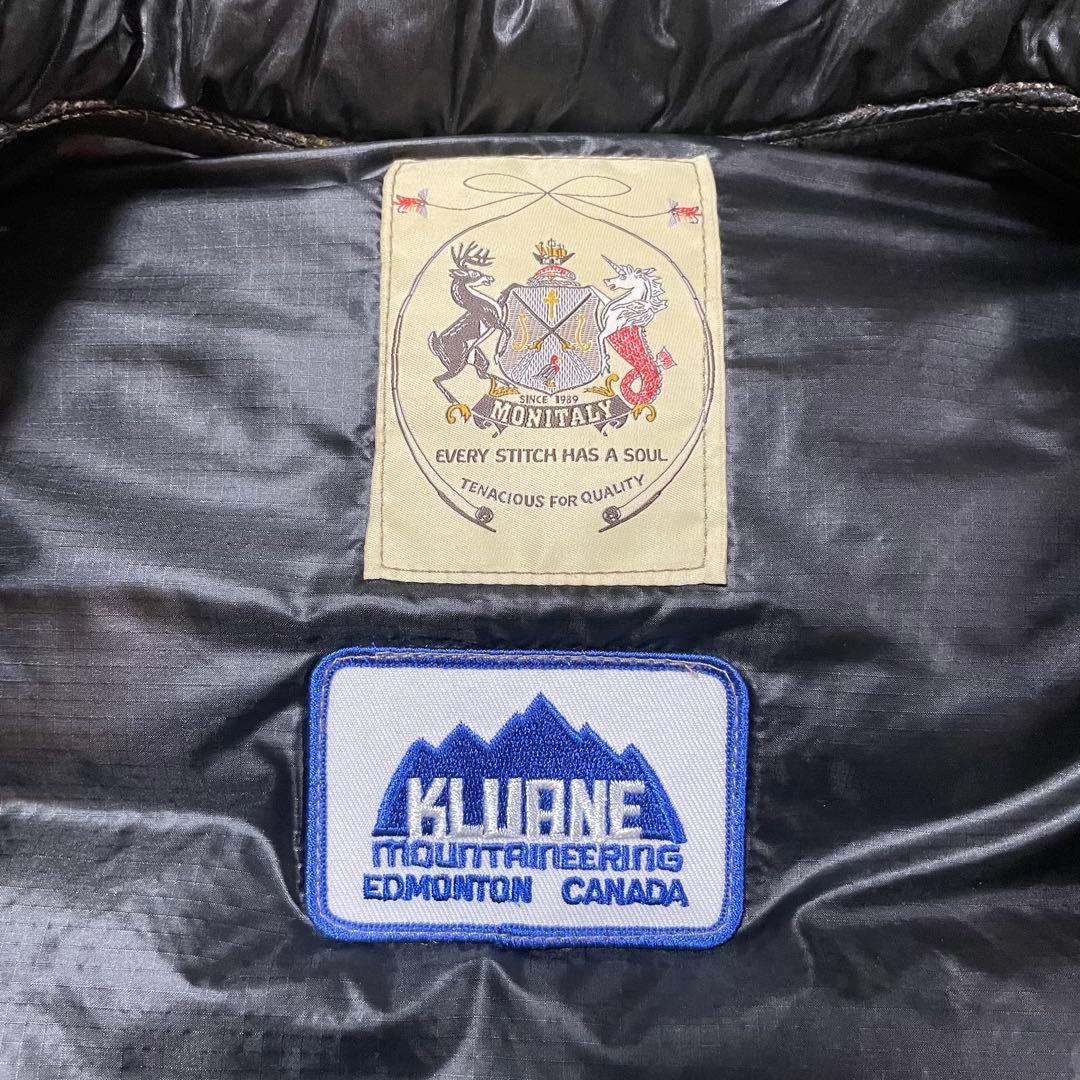 SINCE 1989
MONITALY
EVERY STITCH HAS A SOUL
TENACIOUS FOR QUALITY
KLUANE
MOUNTAINEERING
EDMONTON CANADA